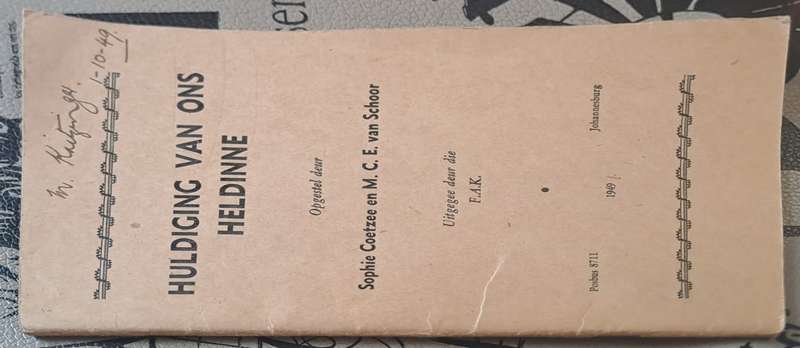 1-10-49
HULDIGING VAN ONS
HELDINNE
Opgestel deur
Sophie Coetzee en M. C. E. van Schoor
Uitgegee deur die
F.A.K.
Posbus 8711 1949 Johannesburg